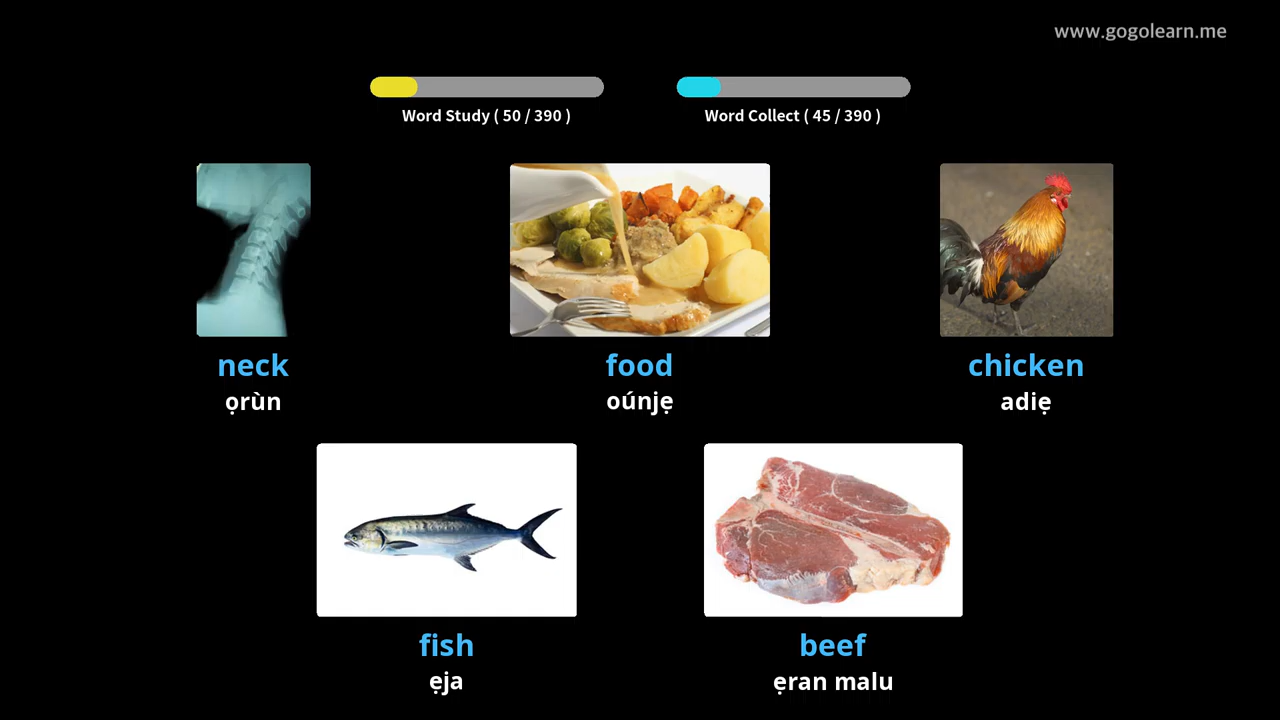 www.gogolearn.me
Word Study ( 50 / 390 )
Word Collect ( 45 / 390 )
neck
ọrùn
food
oúnjẹ
chicken
adiẹ
fish
ẹja
beef
ẹran malu